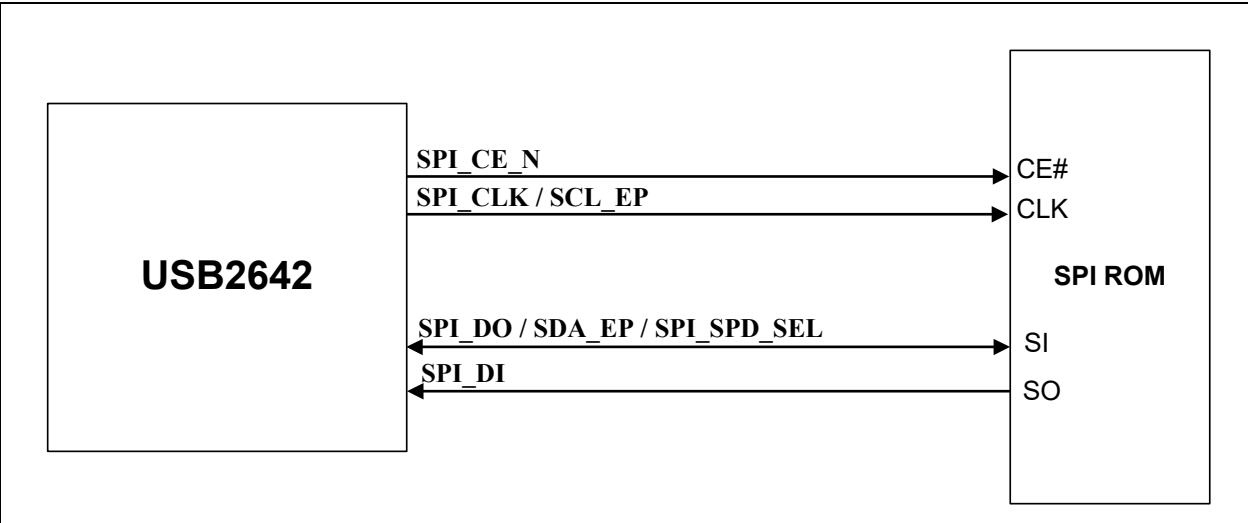 SPI_CE_N
CE#
SPI_CLK / SCL_EP
CLK
USB2642
SPI ROM
SPI_DO / SDA_EP / SPI_SPD_SEL
SI
SPI_DI
SO